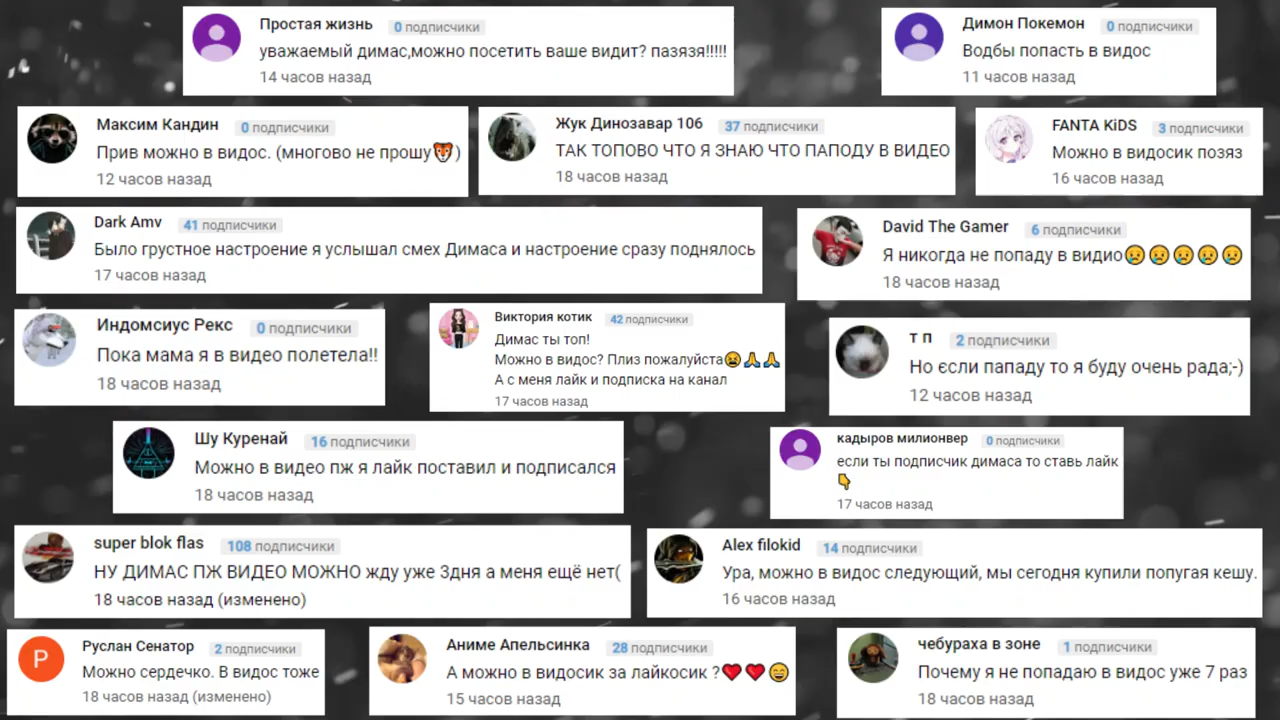 Простая жизнь 0 подписчики
уважаемый димас,можно посетить ваше видит? пазязя!!!!!
14 часов назад
Димон Покемон 0 подписчики
Водбы попасть в видос
11 часов назад
Максим Кандин 0 подписчики
Прив можно в видос. (многово не прошу🐯)
12 часов назад
Жук Динозавар 106 37 подписчики
ТАК ТОПОВО ЧТО Я ЗНАЮ ЧТО ПАПОДУ В ВИДЕО
18 часов назад
FANTA KiDS 3 подписчики
Можно в видосик позяз
16 часов назад
Dark Amv 41 подписчики
Было грустное настроение я услышал смех Димаса и настроение сразу поднялось
17 часов назад
David The Gamer 6 подписчики
Я никогда не попаду в видио😥😥😥😥😥
18 часов назад
Индомсиус Рекс 0 подписчики
Пока мама я в видео полетела!!
18 часов назад
Виктория котик 42 подписчики
Димас ты топ!
Можно в видос? Плиз пожалуйста😫🙏🙏
А с меня лайк и подписка на канал
17 часов назад
т п 2 подписчики
Но єсли пападу то я буду очень рада;-)
12 часов назад
Шу Куренай 16 подписчики
Можно в видео пж я лайк поставил и подписался
18 часов назад
кадыров милионвер 0 подписчики
если ты подписчик димаса то ставь лайк
👇
17 часов назад
super blok flas 108 подписчики
НУ ДИМАС ПЖ ВИДЕО МОЖНО жду уже 3дня а меня ещё нет(
18 часов назад (изменено)
Alex filokid 14 подписчики
Ура, можно в видос следующий, мы сегодня купили попугая кешу.
16 часов назад
Р
Руслан Сенатор 2 подписчики
Можно сердечко. В видос тоже
18 часов назад (изменено)
Аниме Апельсинка 28 подписчики
А можно в видосик за лайкосик ?❤❤😄
15 часов назад
чебураха в зоне 1 подписчики
Почему я не попадаю в видос уже 7 раз
18 часов назад